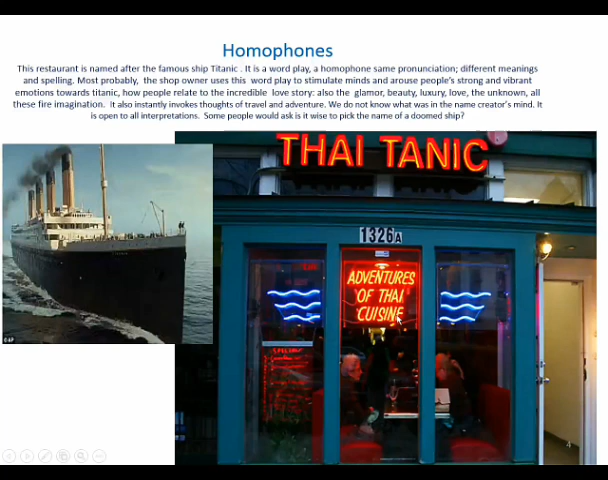 Homophones
This restaurant is named after the famous ship Titanic . It is a word play, a homophone same pronunciation; different meanings
and spelling. Most probably, the shop owner uses this word play to stimulate minds and arouse people's strong and vibrant
emotions towards titanic, how people relate to the incredible love story: also the glamor, beauty, luxury, love, the unknown, all
these fire imagination. It also instantly invokes thoughts of travel and adventure. We do not know what was in the name creator's mind. It
is open to all interpretations. Some people would ask is it wise to pick the name of a doomed ship?
THAI TANIC
1326A
ADVENTURES
OF THAI
CUISINE
4